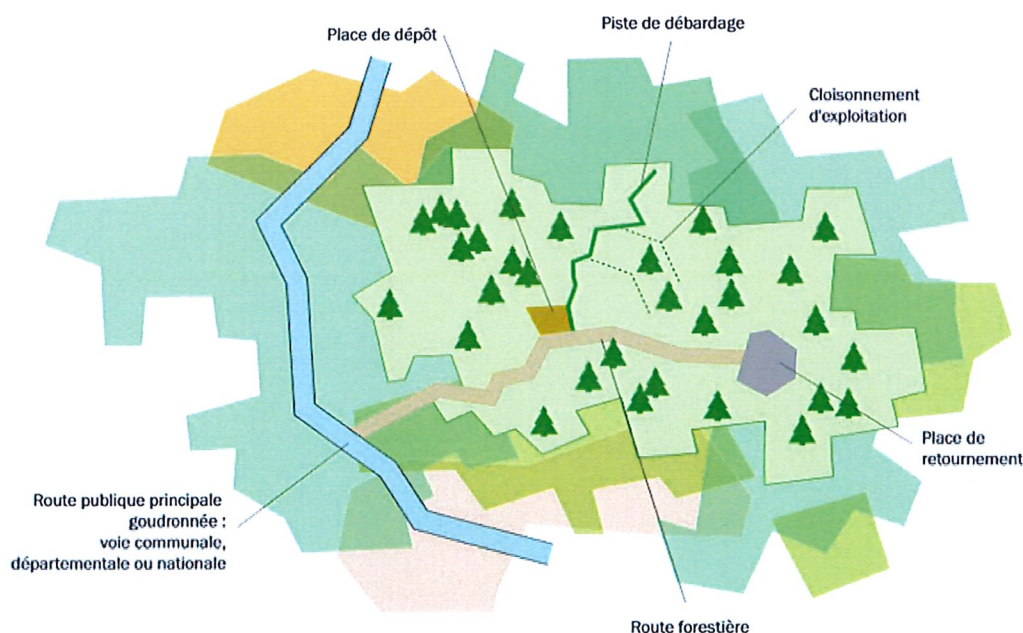 Piste de débardage
Place de dépôt
Cloisonnement
d'exploitation
Place de
retournement
Route publique principale
goudronnée :
voie communale,
départementale ou nationale
Route forestière